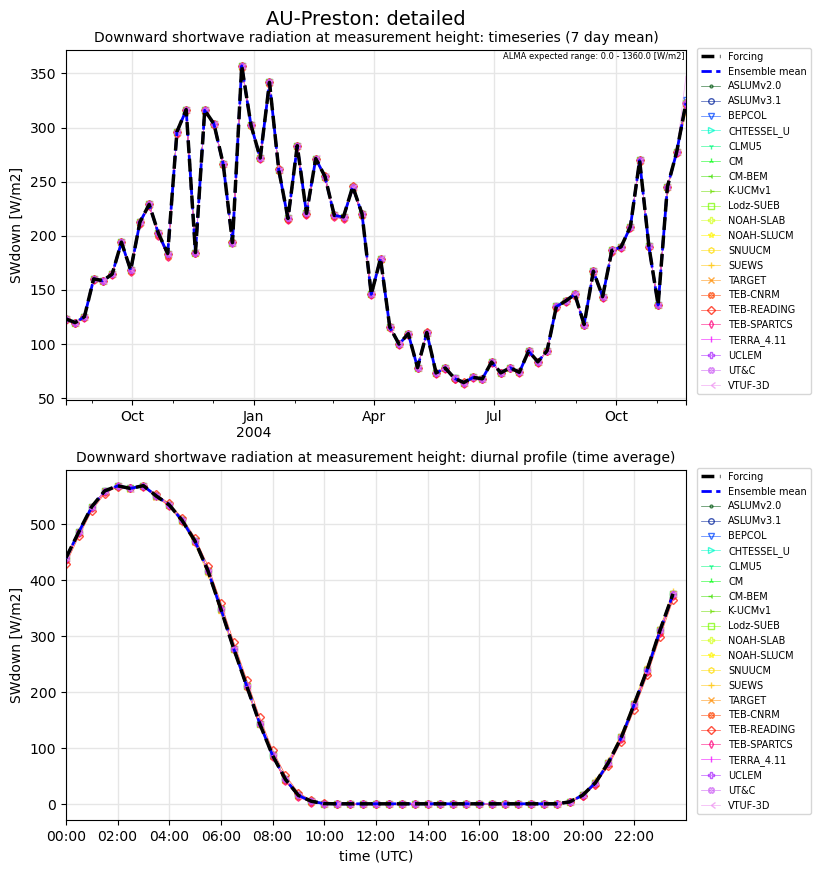 AU-Preston: detailed
Downward shortwave radiation at measurement height: timeseries (7 day mean)
ALMA expected range: 0.0 - 1360.0 [W/m2]
SWdown [W/m2]
350
300
250
200
150
100
50
Oct
Jan
2004
Apr
Jul
Oct
Forcing
Ensemble mean
ASLUMv2.0
ASLUMv3.1
BEPCOL
CHTESSEL_U
CLMU5
CM
CM-BEM
K-UCMv1
Lodz-SUEB
NOAH-SLAB
NOAH-SLUCM
SNUUCM
SUEWS
TARGET
TEB-CNRM
TEB-READING
TEB-SPARTCS
TERRA_4.11
UCLEM
UT&C
VTUF-3D
Downward shortwave radiation at measurement height: diurnal profile (time average)
SWdown [W/m2]
500
400
300
200
100
0
00:00 02:00 04:00 06:00 08:00 10:00 12:00 14:00 16:00 18:00 20:00 22:00
time (UTC)
Forcing
Ensemble mean
ASLUMv2.0
ASLUMv3.1
BEPCOL
CHTESSEL_U
CLMU5
CM
CM-BEM
K-UCMv1
Lodz-SUEB
NOAH-SLAB
NOAH-SLUCM
SNUUCM
SUEWS
TARGET
TEB-CNRM
TEB-READING
TEB-SPARTCS
TERRA_4.11
UCLEM
UT&C
VTUF-3D